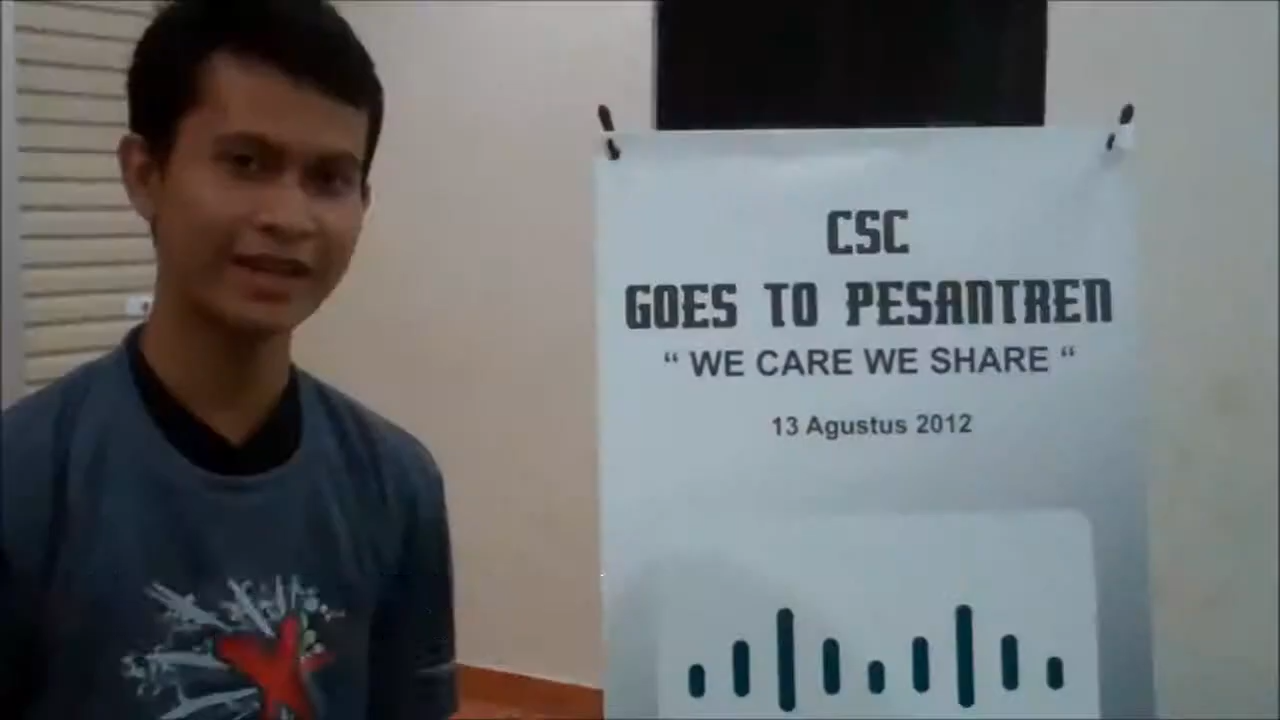 CSC
GOES TO PESANTREN
“ WE CARE WE SHARE “
13 Agustus 2012